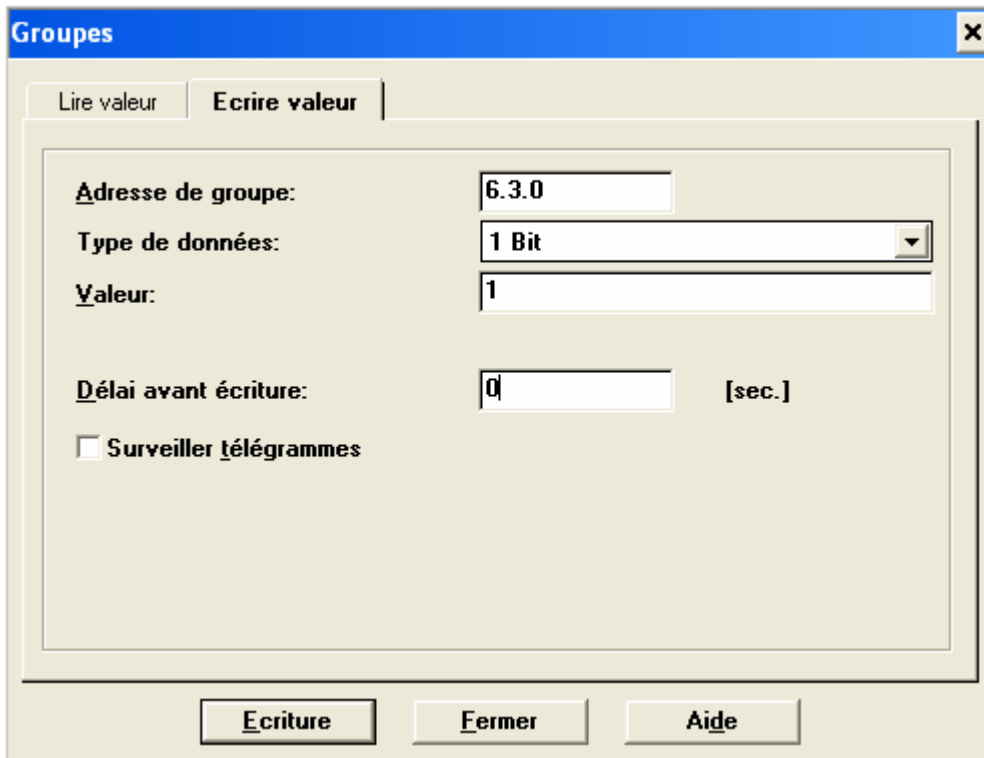 Groupes
Lire valeur Ecrire valeur
Adresse de groupe: 6.3.0
Type de données: 1 Bit
Valeur: 1
Délai avant écriture: 0 [sec.]
Surveiller télégrammes
Ecriture Fermer Aide